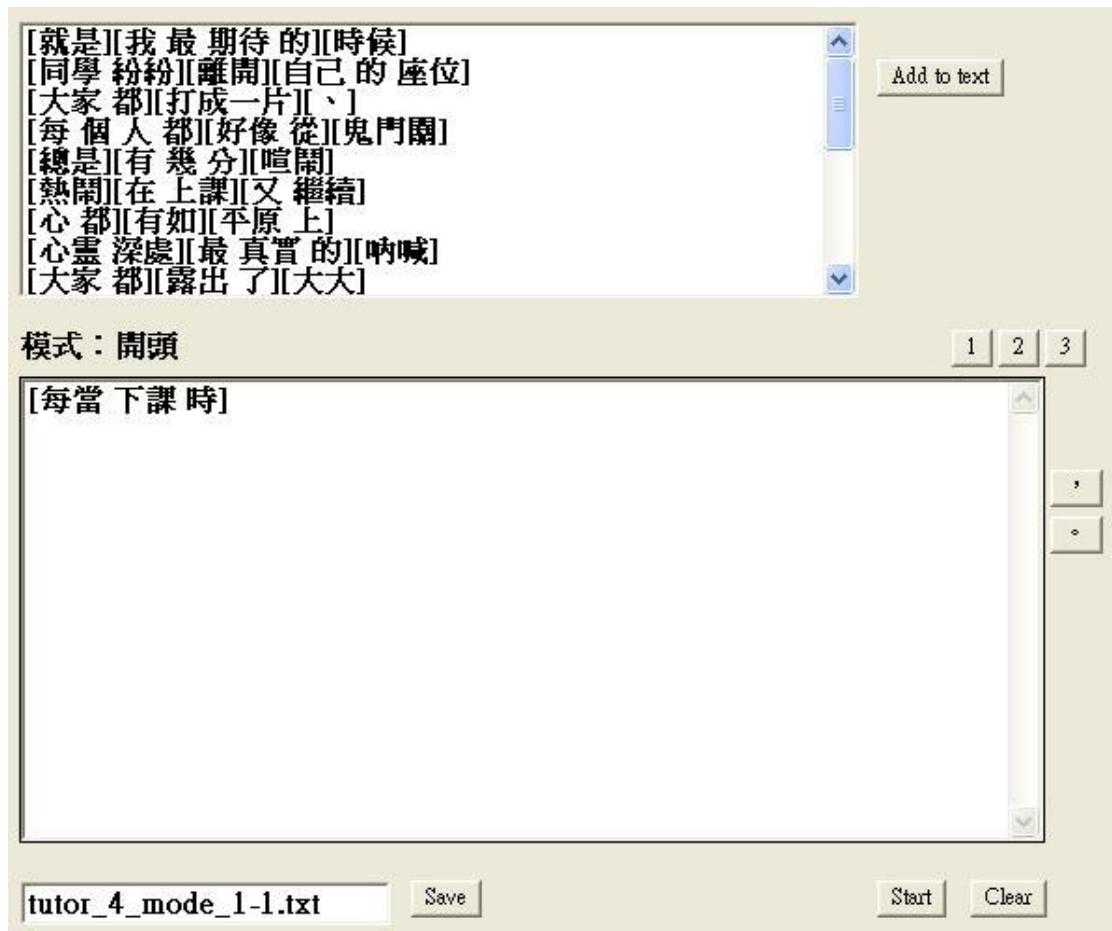 [就是][我 最 期待 的][時候]
[同學 紛紛][離開][自己 的 座位]
Add to text
[大家 都][打成一片][、]
[每 個 人 都][好像 從][鬼門關]
[總是][有 幾 分][喧鬧]
[熱鬧][在 上課][又 繼續]
[心 都][有如][平原 上]
[心靈 深處][最 真實 的][吶喊]
[大家 都][露出 了][大大]
模式：開頭
1 2 3
[每當 下課 時]
，
。
tutor_4_mode_1-1.txt
Save
Start
Clear